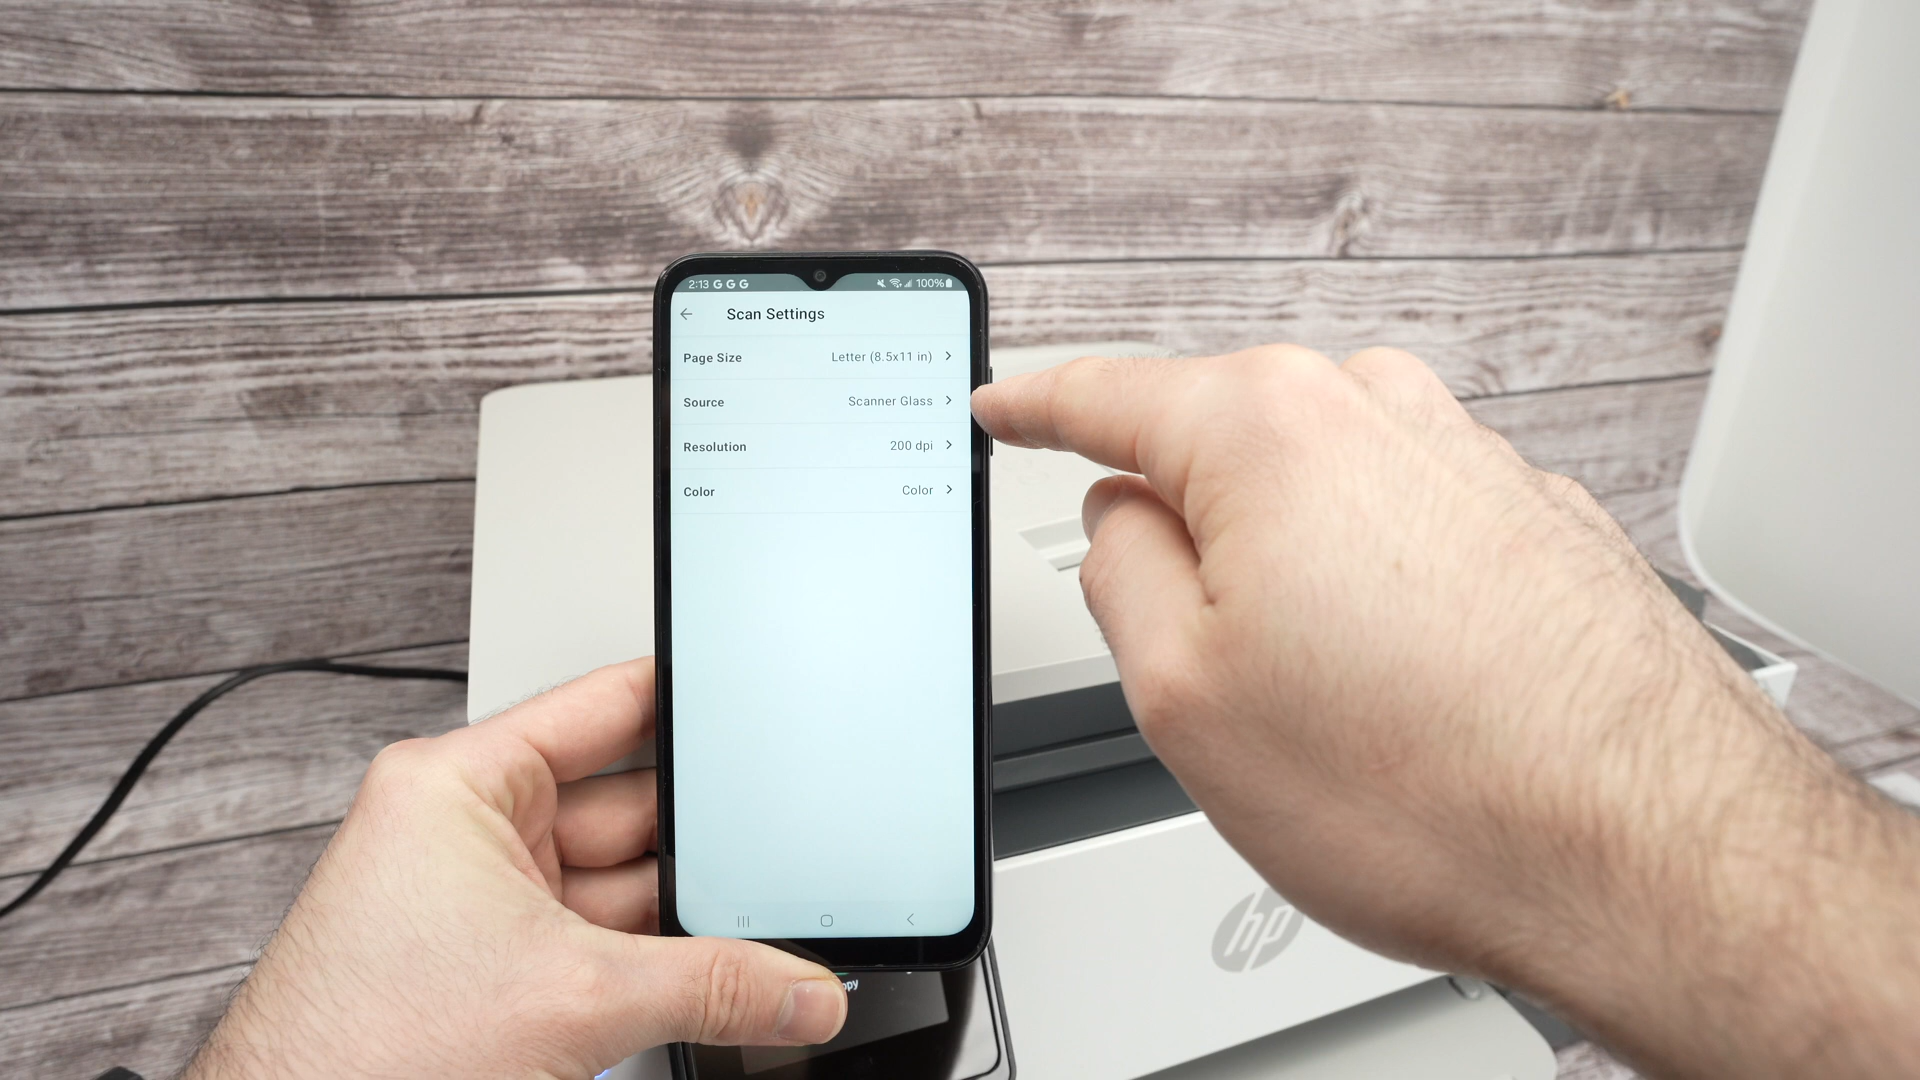 2:13 G G G 100%
Scan Settings
Page Size Letter (8.5x11 in)
Source Scanner Glass
Resolution 200 dpi
Color Color
hp